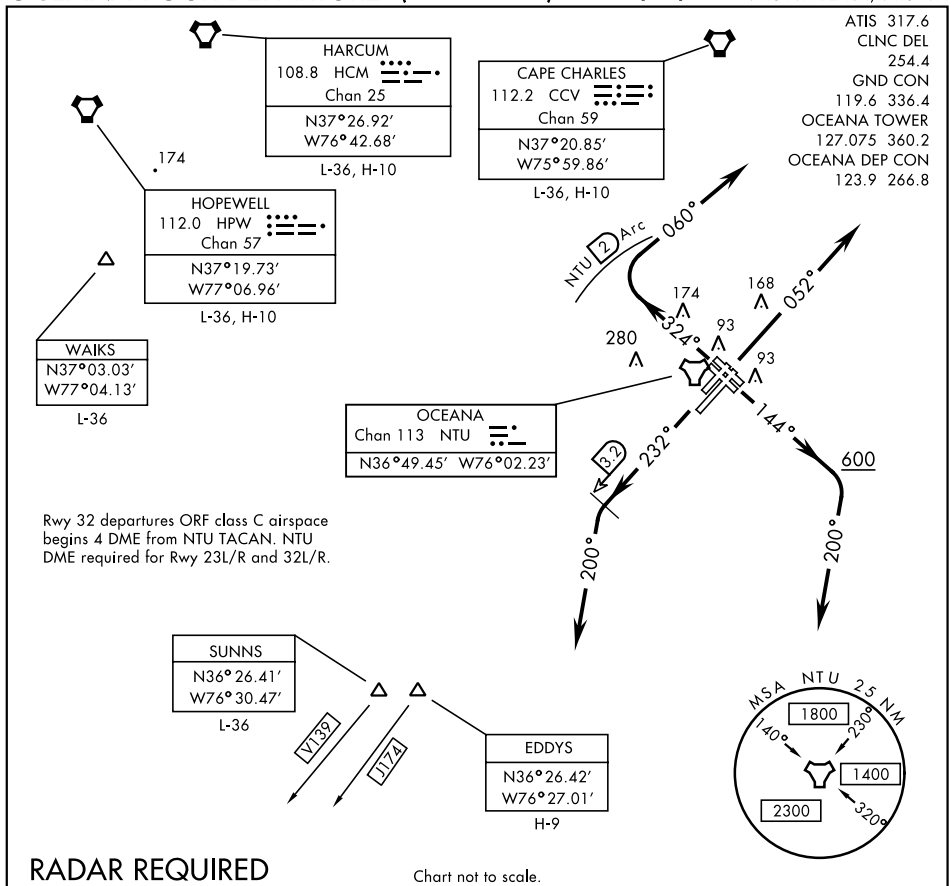 HARCUM
108.8 HCM
Chan 25
N37°26.92'
W76°42.68'
L-36, H-10
CAPE CHARLES
112.2 CCV
Chan 59
N37°20.85'
W75°59.86'
L-36, H-10
ATIS 317.6
CLNC DEL
254.4
GND CON
119.6 336.4
OCEANA TOWER
127.075 360.2
OCEANA DEP CON
123.9 266.8
174
HOPEWELL
112.0 HPW
Chan 57
N37°19.73'
W77°06.96'
L-36, H-10
WAIKS
N37°03.03'
W77°04.13'
L-36
NTU 2 Arc
060°
052°
324°
174
168
280
93
93
OCEANA
Chan 113 NTU
N36°49.45' W76°02.23'
232°
3.2
200°
144°
600
200°
Rwy 32 departures ORF class C airspace
begins 4 DME from NTU TACAN. NTU
DME required for Rwy 23L/R and 32L/R.
SUNNS
N36°26.41'
W76°30.47'
L-36
V139
J174
EDDYS
N36°26.42'
W76°27.01'
H-9
MSA NTU 25 NM
1800
140°
230°
1400
2300
320°
RADAR REQUIRED
Chart not to scale.